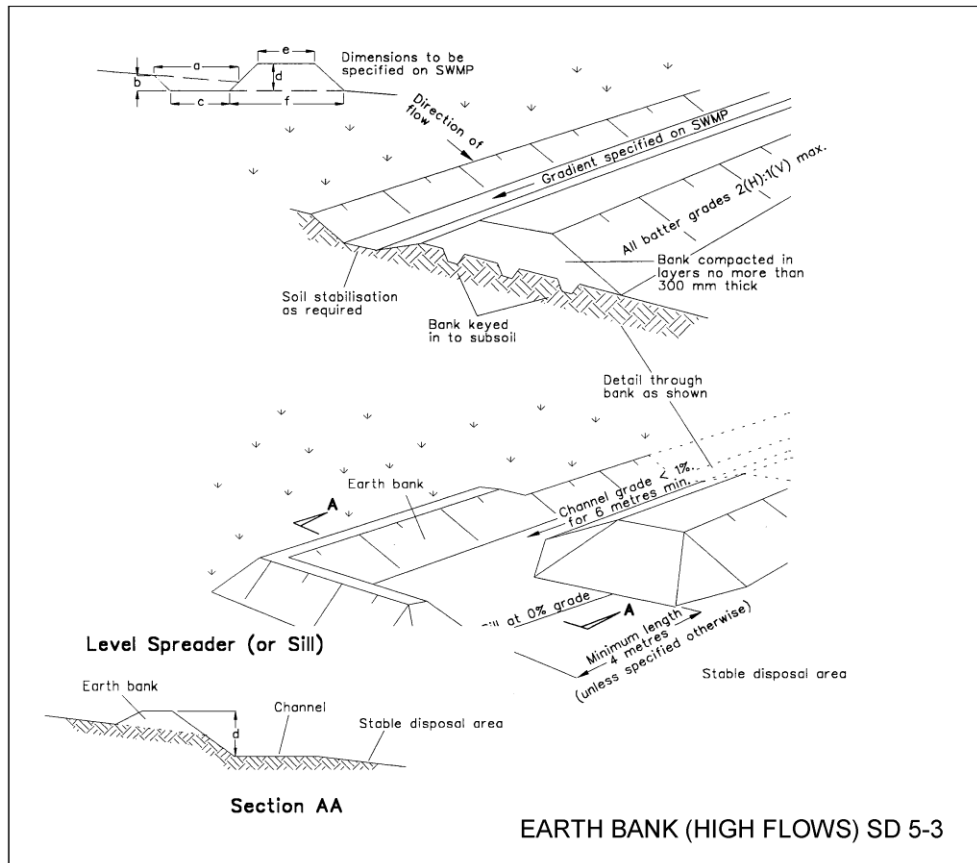 e
Dimensions to be
specified on SWMP
a
b
d
c
f
Direction of
flow
Gradient specified on SWMP
All batter grades 2(H):1(V) max.
Bank compacted in
layers no more than
300 mm thick
Soil stabilisation
as required
Bank keyed
in to subsoil
Detail through
bank as shown
Channel grade < 1%.
for 6 metres min.
Earth bank
A
at 0% grade
A
Minimum length
4 metres
(unless specified otherwise)
Stable disposal area
Level Spreader (or Sill)
Earth bank
Channel
Stable disposal area
d
Section AA
EARTH BANK (HIGH FLOWS) SD 5-3